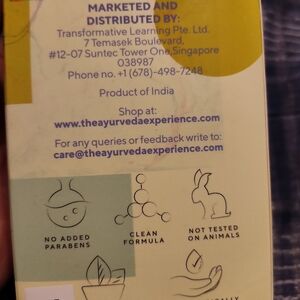 MARKETED AND
DISTRIBUTED BY:
Transformative Learning Pte. Ltd.
7 Temasek Boulevard,
#12-07 Suntec Tower One,Singapore
038987
Phone no. +1 (678)-498-7248
Product of India
Shop at:
www.theayurvedaexperience.com
For any queries or feedback write to:
care@theayurvedaexperience.com
NO ADDED
PARABENS
CLEAN
FORMULA
NOT TESTED
ON ANIMALS